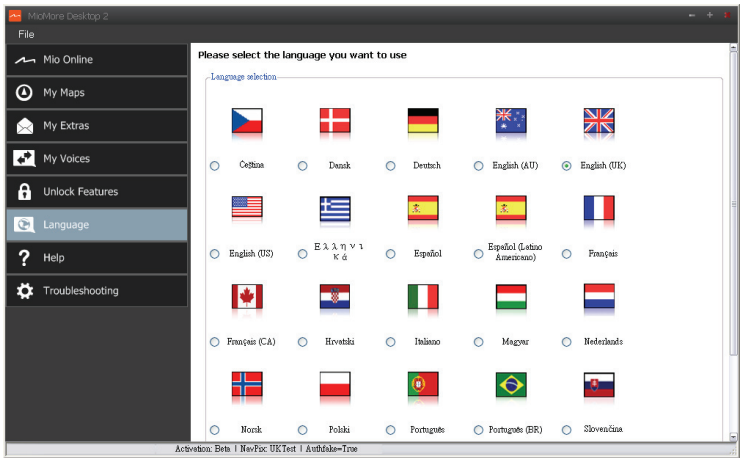 MioMore Desktop 2
File
Mio Online
My Maps
My Extras
My Voices
Unlock Features
Language
Help
Troubleshooting
Please select the language you want to use
Language selection
Čeština
Dansk
Deutsch
English (AU)
English (UK)
English (US)
Ελληνι
κά
Español
Español (Latino
Americano)
Français
Français (CA)
Hrvatski
Italiano
Magyar
Nederlands
Norsk
Polski
Português
Português (BR)
Slovenčina
Activation: Beta | NavPix: UKTest | Authfake=True